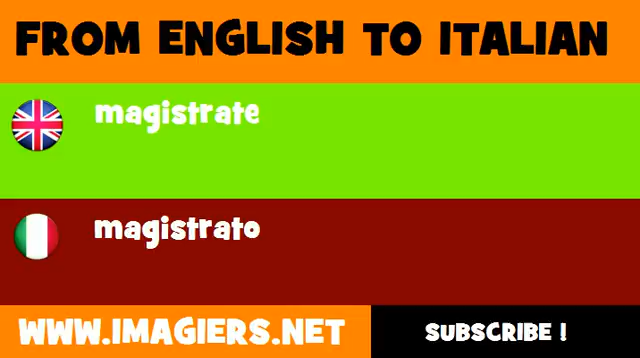 FROM ENGLISH TO ITALIAN
magistrate
magistrato
WWW.IMAGIERS.NET
SUBSCRIBE !